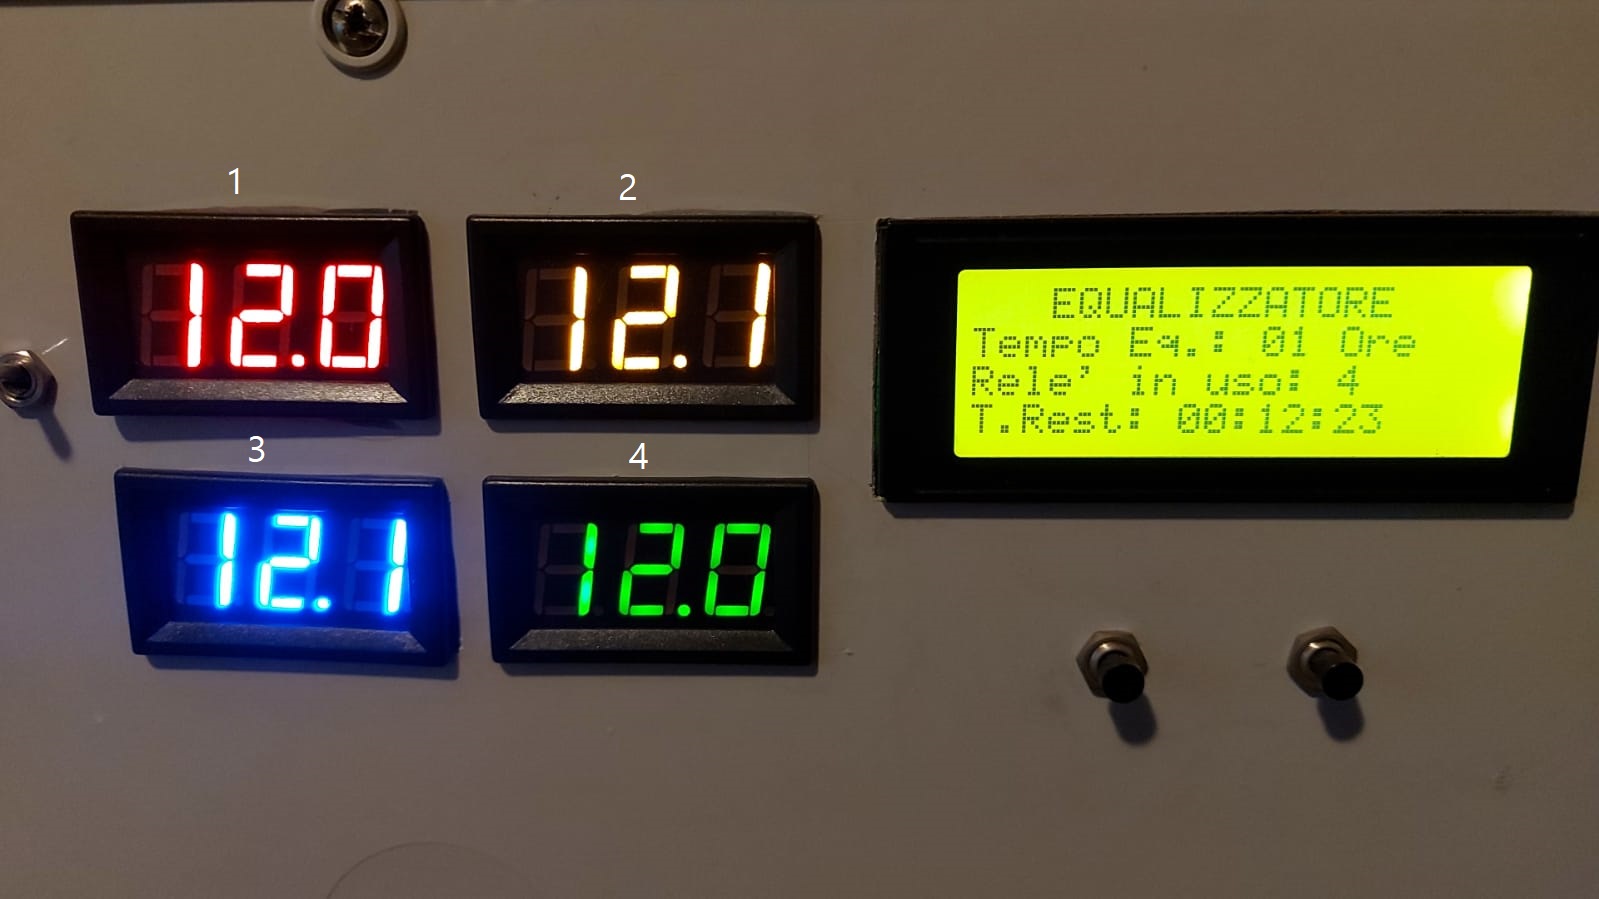 1
2
12.0
12.1
EQUALIZZATORE
Tempo Eq.: 01 Ore
Rele' in uso: 4
T.Rest: 00:12:23
3
4
12.1
12.0